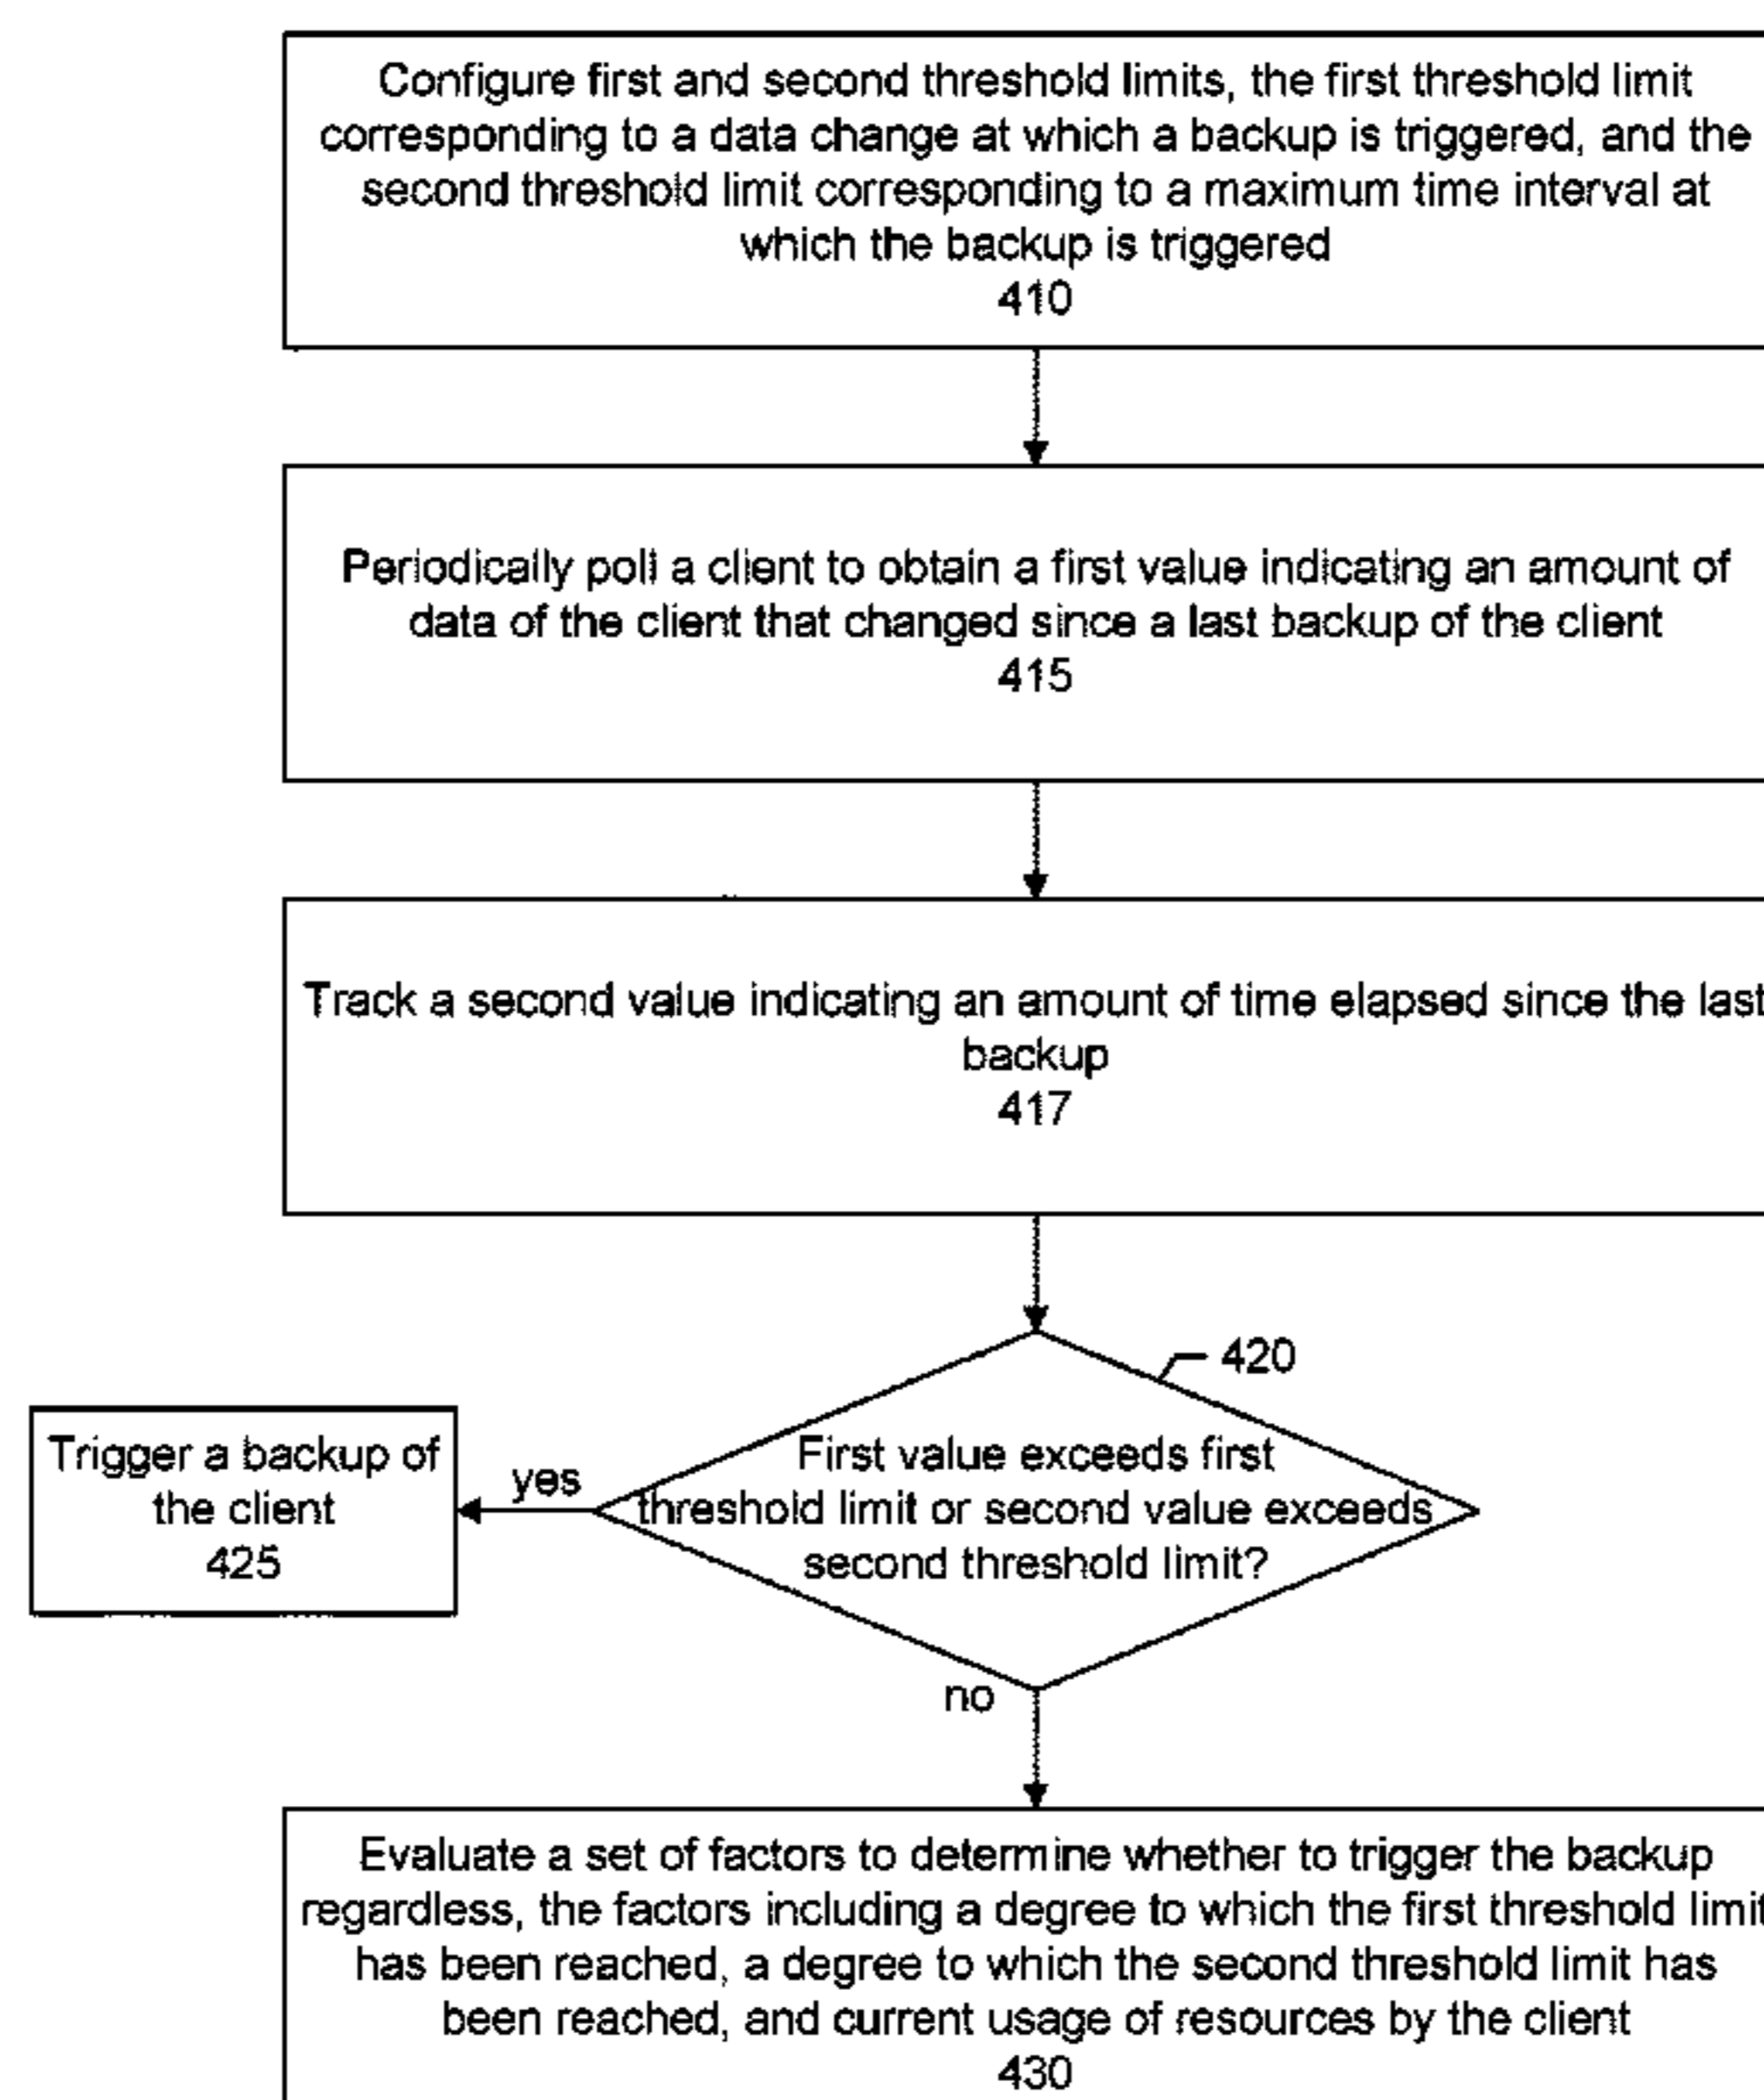 Configure first and second threshold limits, the first threshold limit
corresponding to a data change at which a backup is triggered, and the
second threshold limit corresponding to a maximum time interval at
which the backup is triggered
410
Periodically poll a client to obtain a first value indicating an amount of
data of the client that changed since a last backup of the client
415
Track a second value indicating an amount of time elapsed since the last
backup
417
420
First value exceeds first
threshold limit or second value exceeds
second threshold limit?
yes
Trigger a backup of
the client
425
no
Evaluate a set of factors to determine whether to trigger the backup
regardless, the factors including a degree to which the first threshold limit
has been reached, a degree to which the second threshold limit has
been reached, and current usage of resources by the client
430